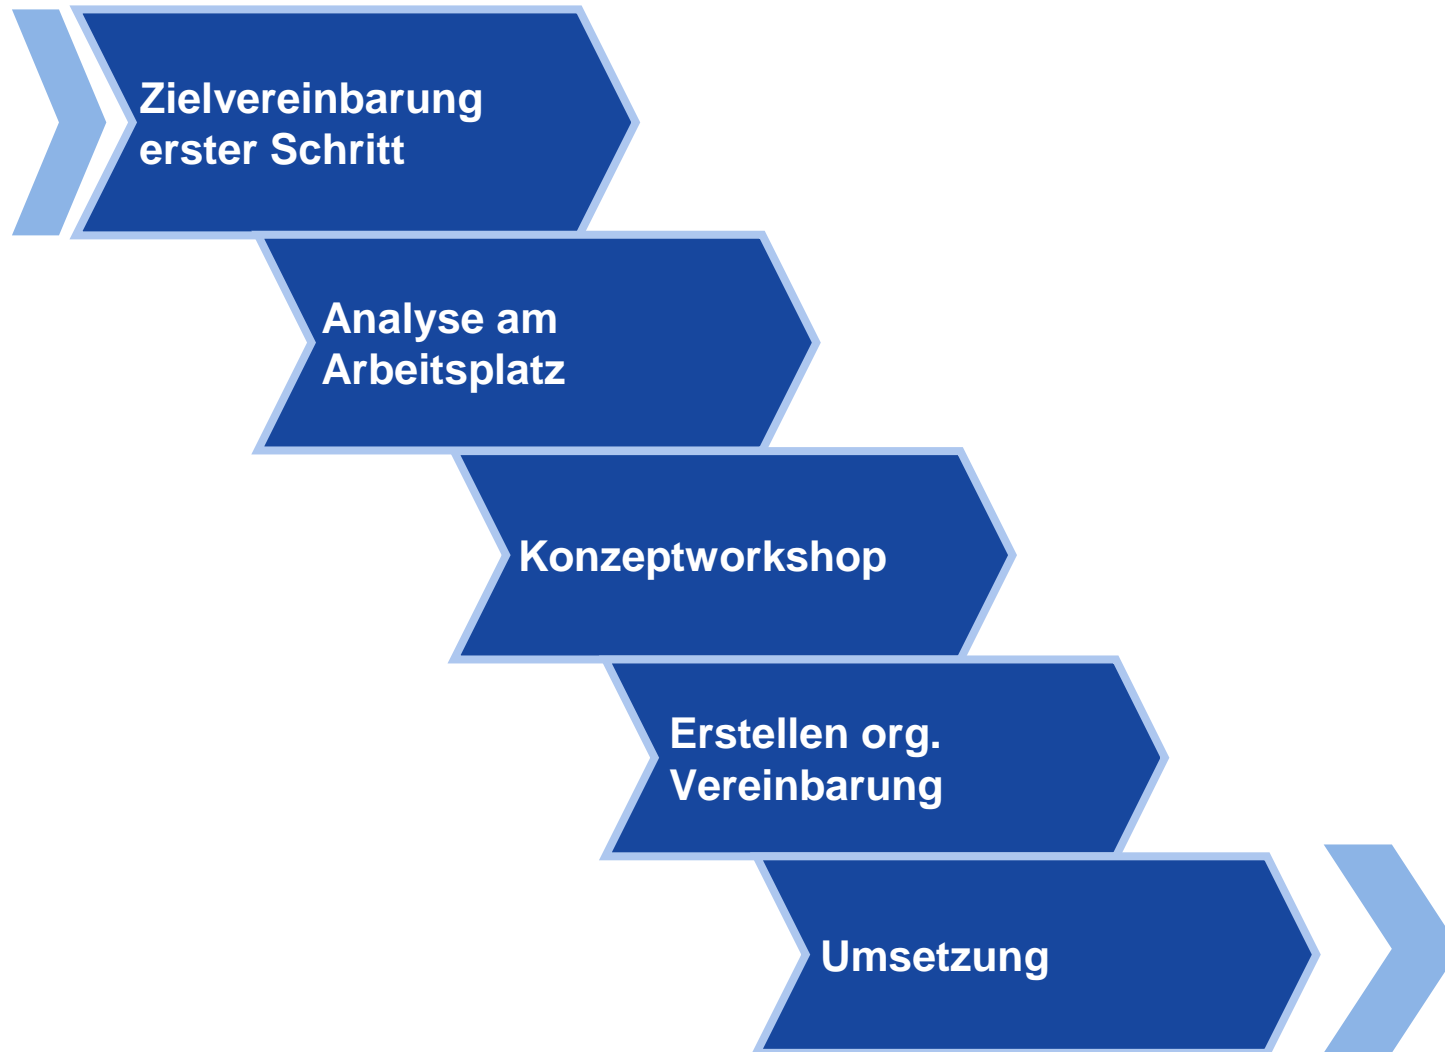 Zielvereinbarung
erster Schritt
Analyse am
Arbeitsplatz
Konzeptworkshop
Erstellen org.
Vereinbarung
Umsetzung